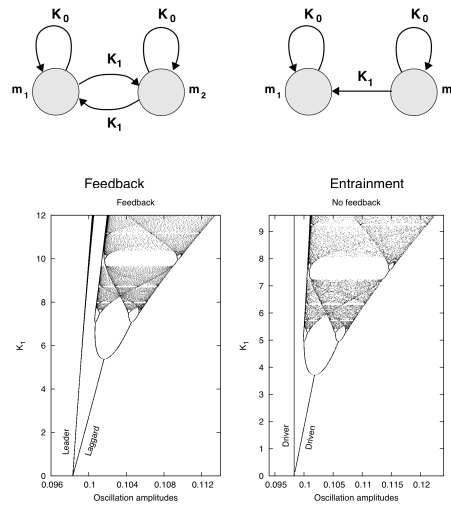 K0 K0 K0 K0
K1 K1
m1 m2 m1 m
K1
Feedback Entrainment
Feedback No feedback
12
10
8
6
4
2
0
K1
Leader
Laggard
0.096 0.1 0.104 0.108 0.112
Oscillation amplitudes
9
8
7
6
5
4
3
2
1
0
K1
Driver
Driven
0.095 0.1 0.105 0.11 0.115 0.12
Oscillation amplitudes